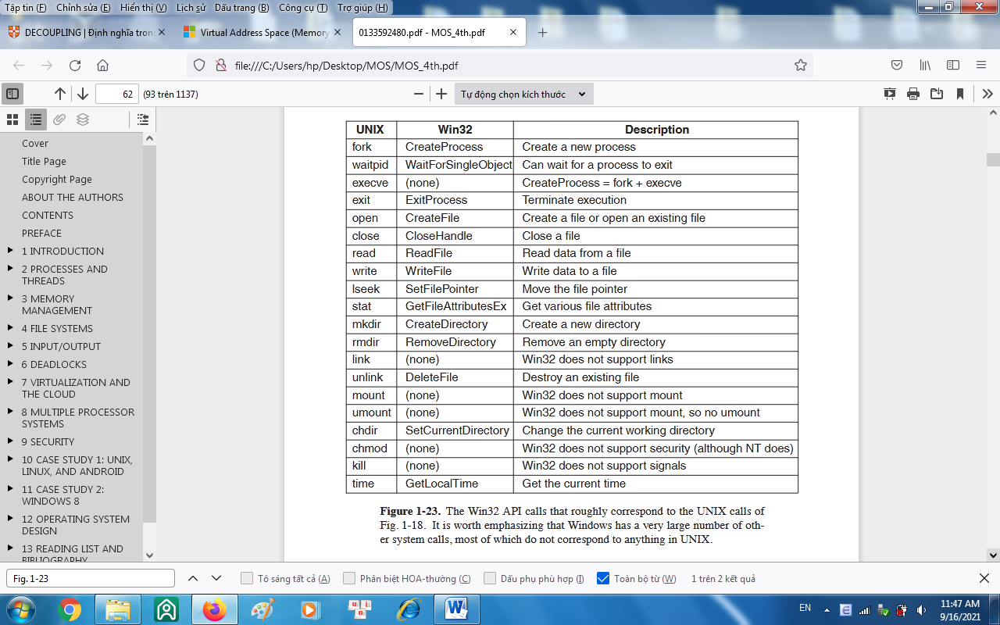 Tập tin (F) Chỉnh sửa (E) Hiển thị (V) Lịch sử Dấu trang (B) Công cụ (T) Trợ giúp (H)
DECOUPLING | Định nghĩa tron
Virtual Address Space (Memory
0133592480.pdf - MOS_4th.pdf
file:///C:/Users/hp/Desktop/MOS/MOS_4th.pdf
62 (93 trên 1137)
Tự động chọn kích thước
Cover
Title Page
Copyright Page
ABOUT THE AUTHORS
CONTENTS
PREFACE
1 INTRODUCTION
2 PROCESSES AND
THREADS
3 MEMORY
MANAGEMENT
4 FILE SYSTEMS
5 INPUT/OUTPUT
6 DEADLOCKS
7 VIRTUALIZATION AND
THE CLOUD
8 MULTIPLE PROCESSOR
SYSTEMS
9 SECURITY
10 CASE STUDY 1: UNIX,
LINUX, AND ANDROID
11 CASE STUDY 2:
WINDOWS 8
12 OPERATING SYSTEM
DESIGN
13 READING LIST AND
BIBLIOGRAPHY
UNIX Win32 Description
fork CreateProcess Create a new process
waitpid WaitForSingleObject Can wait for a process to exit
execve (none) CreateProcess = fork + execve
exit ExitProcess Terminate execution
open CreateFile Create a file or open an existing file
close CloseHandle Close a file
read ReadFile Read data from a file
write WriteFile Write data to a file
lseek SetFilePointer Move the file pointer
stat GetFileAttributesEx Get various file attributes
mkdir CreateDirectory Create a new directory
rmdir RemoveDirectory Remove an empty directory
link (none) Win32 does not support links
unlink DeleteFile Destroy an existing file
mount (none) Win32 does not support mount
umount (none) Win32 does not support mount, so no umount
chdir SetCurrentDirectory Change the current working directory
chmod (none) Win32 does not support security (although NT does)
kill (none) Win32 does not support signals
time GetLocalTime Get the current time
Figure 1-23. The Win32 API calls that roughly correspond to the UNIX calls of
Fig. 1-18. It is worth emphasizing that Windows has a very large number of oth-
er system calls, most of which do not correspond to anything in UNIX.
Fig. 1-23
Tô sáng tất cả (A)
Phân biệt HOA-thường (C)
Dấu phụ phù hợp (I)
Toàn bộ từ (W)
1 trên 2 kết quả
EN
11:47 AM
9/16/2021